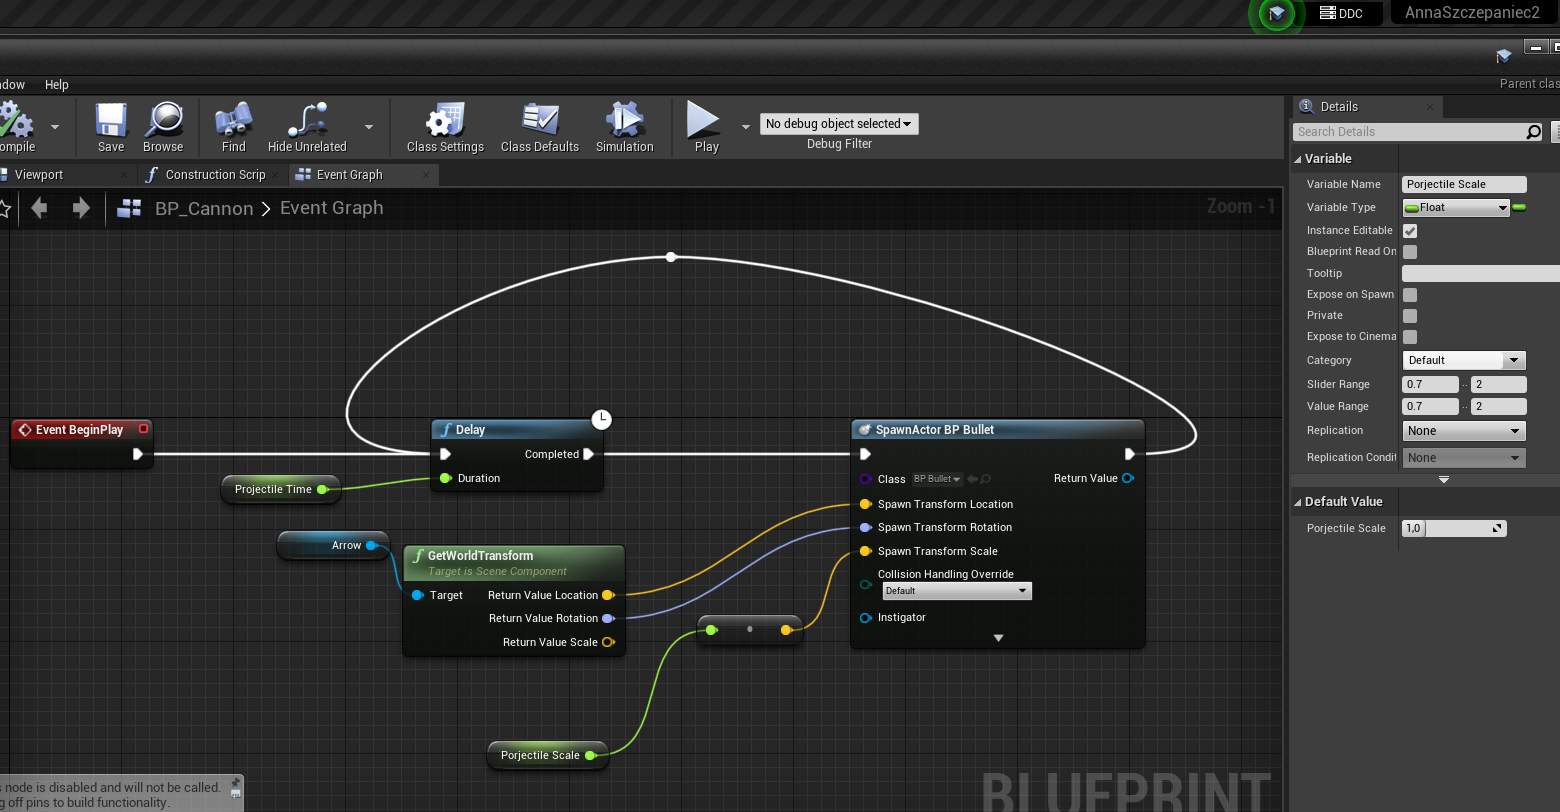 DDC
AnnaSzczepaniec2
ndow Help
Parent clas
ompile
Save
Browse
Find
Hide Unrelated
Class Settings
Class Defaults
Simulation
Play
No debug object selected
Debug Filter
Viewport
Construction Scrip
Event Graph
BP_Cannon > Event Graph
Zoom -1
Event BeginPlay
Delay
Completed
Duration
Projectile Time
Arrow
GetWorldTransform
Target is Scene Component
Target
Return Value Location
Return Value Rotation
Return Value Scale
Porjectile Scale
SpawnActor BP Bullet
Class BP Bullet
Return Value
Spawn Transform Location
Spawn Transform Rotation
Spawn Transform Scale
Collision Handling Override
Default
Instigator
s node is disabled and will not be called.
g off pins to build functionality.
BLUEPRINT
Details
Search Details
Variable
Variable Name Porjectile Scale
Variable Type Float
Instance Editable
Blueprint Read On
Tooltip
Expose on Spawn
Private
Expose to Cinema
Category Default
Slider Range 0.7 .. 2
Value Range 0.7 .. 2
Replication None
Replication Condit None
Default Value
Porjectile Scale 1,0